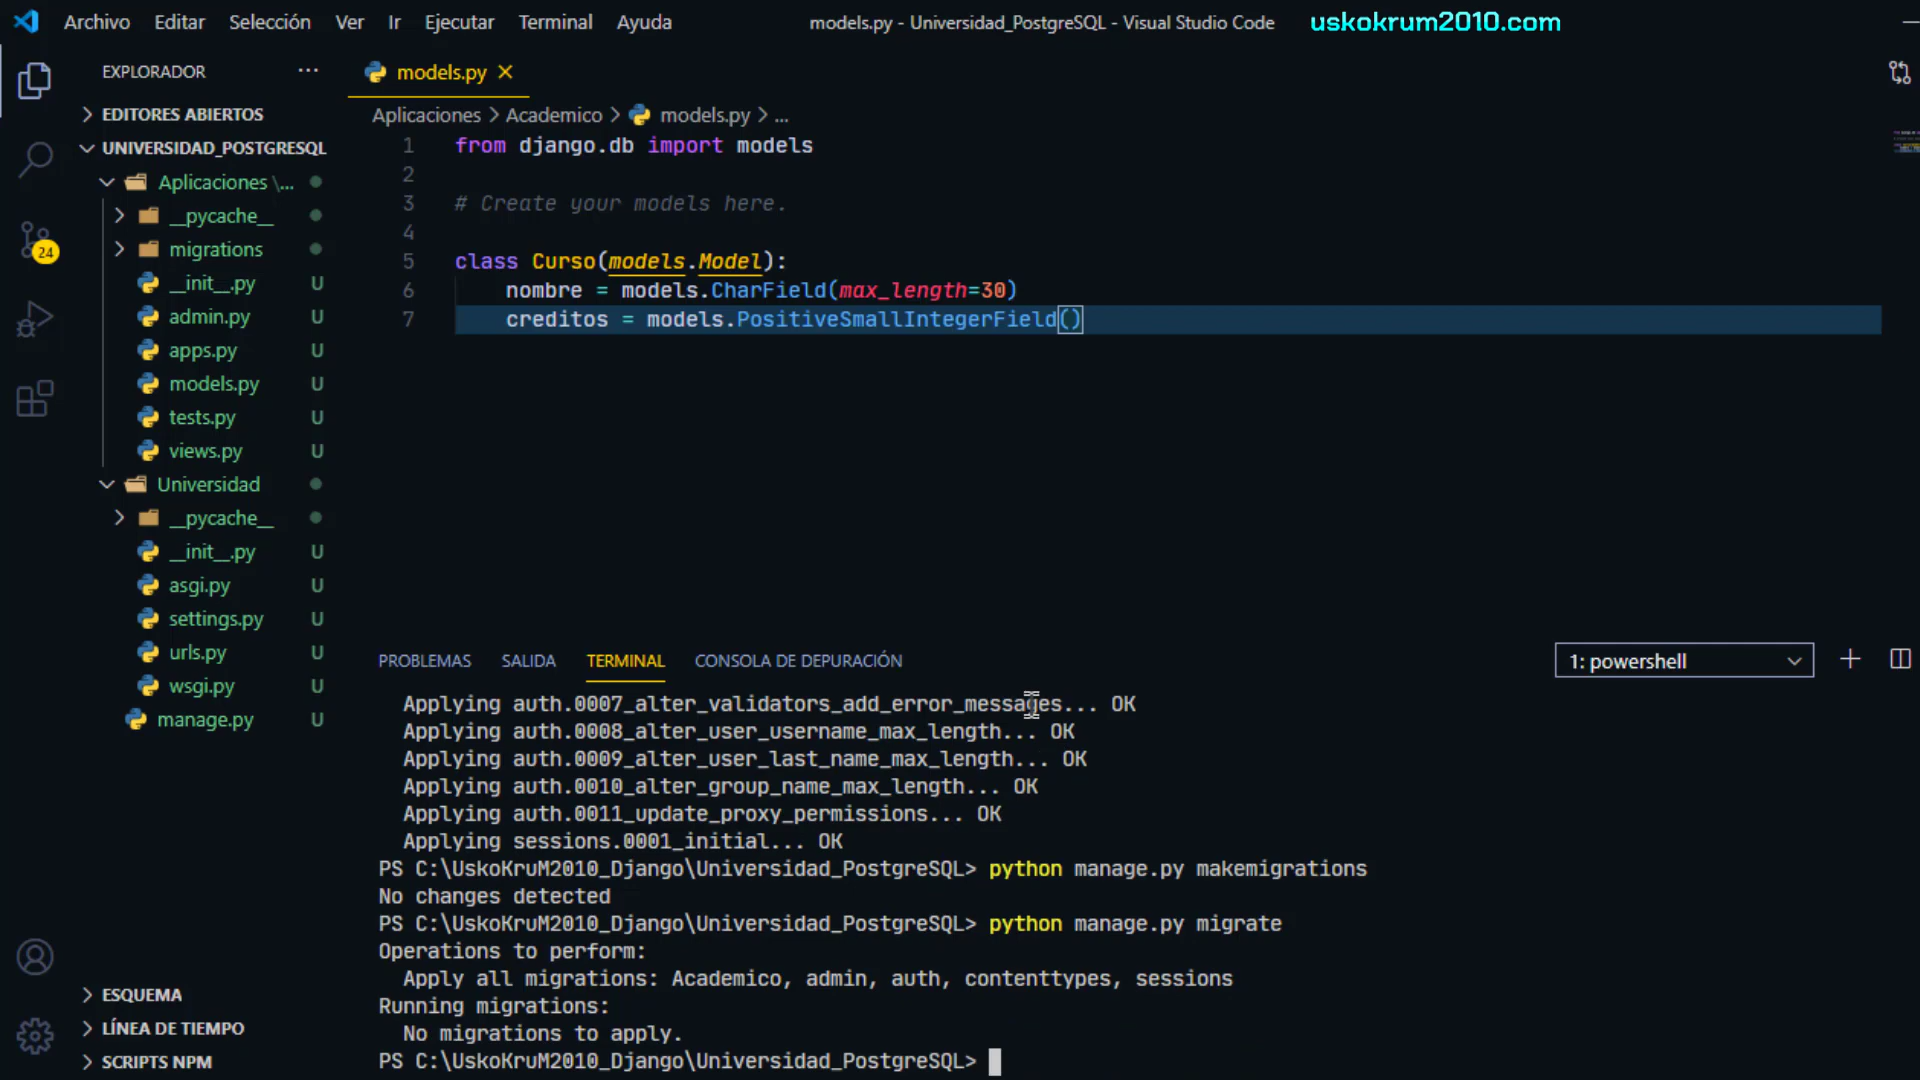 Archivo Editar Selección Ver Ir Ejecutar Terminal Ayuda models.py - Universidad_PostgreSQL - Visual Studio Code uskokrum2010.com
EXPLORADOR ... models.py
EDITORES ABIERTOS
UNIVERSIDAD_POSTGRESQL
Aplicaciones \...
__pycache__
migrations
__init__.py U
admin.py U
apps.py U
models.py U
tests.py U
views.py U
Universidad
__pycache__
__init__.py U
asgi.py U
settings.py U
urls.py U
wsgi.py U
manage.py U
24
ESQUEMA
LÍNEA DE TIEMPO
SCRIPTS NPM
Aplicaciones > Academico > models.py > ...
1 from django.db import models
2
3 # Create your models here.
4
5 class Curso(models.Model):
6 nombre = models.CharField(max_length=30)
7 creditos = models.PositiveSmallIntegerField()
PROBLEMAS SALIDA TERMINAL CONSOLA DE DEPURACIÓN 1: powershell
Applying auth.0007_alter_validators_add_error_messages... OK
Applying auth.0008_alter_user_username_max_length... OK
Applying auth.0009_alter_user_last_name_max_length... OK
Applying auth.0010_alter_group_name_max_length... OK
Applying auth.0011_update_proxy_permissions... OK
Applying sessions.0001_initial... OK
PS C:\UskoKruM2010_Django\Universidad_PostgreSQL> python manage.py makemigrations
No changes detected
PS C:\UskoKruM2010_Django\Universidad_PostgreSQL> python manage.py migrate
Operations to perform:
Apply all migrations: Academico, admin, auth, contenttypes, sessions
Running migrations:
No migrations to apply.
PS C:\UskoKruM2010_Django\Universidad_PostgreSQL>